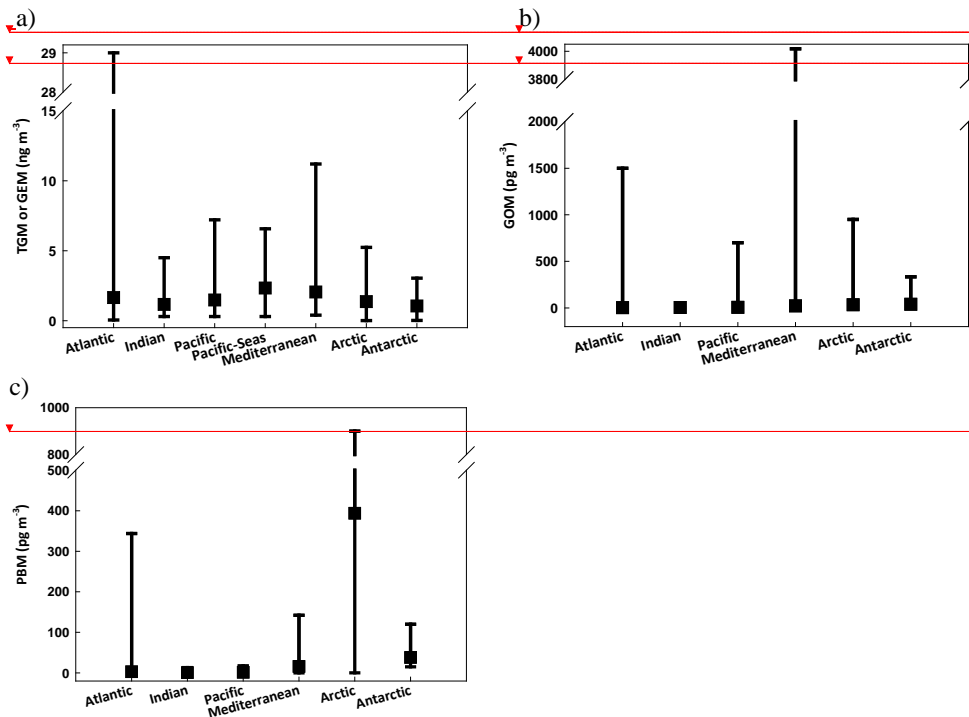 a)
29
28
15
10
5
0
TGM or GEM (ng m⁻³)
Atlantic
Indian
Pacific
Pacific-Seas
Mediterranean
Arctic
Antarctic
b)
4000
3800
2000
1500
1000
500
0
GOM (pg m⁻³)
Atlantic
Indian
Pacific
Mediterranean
Arctic
Antarctic
c)
1000
800
500
400
300
200
100
0
PBM (pg m⁻³)
Atlantic
Indian
Pacific
Mediterranean
Arctic
Antarctic